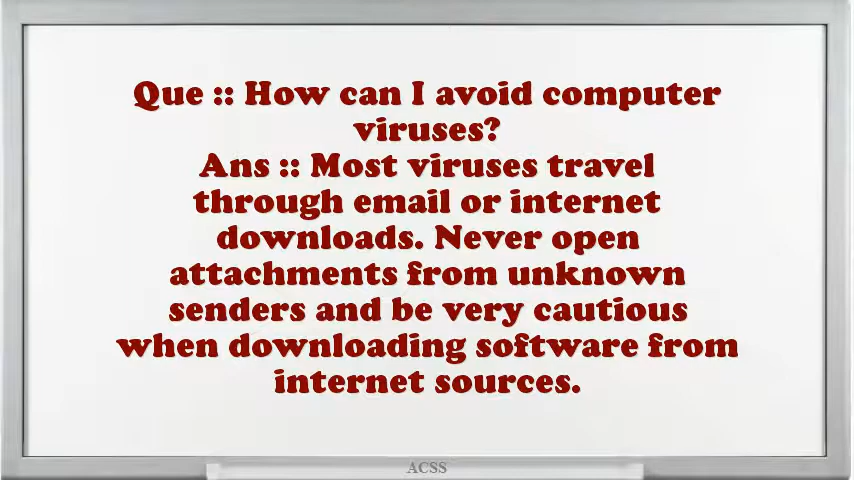 Que :: How can I avoid computer
viruses?
Ans :: Most viruses travel
through email or internet
downloads. Never open
attachments from unknown
senders and be very cautious
when downloading software from
internet sources.
ACSS